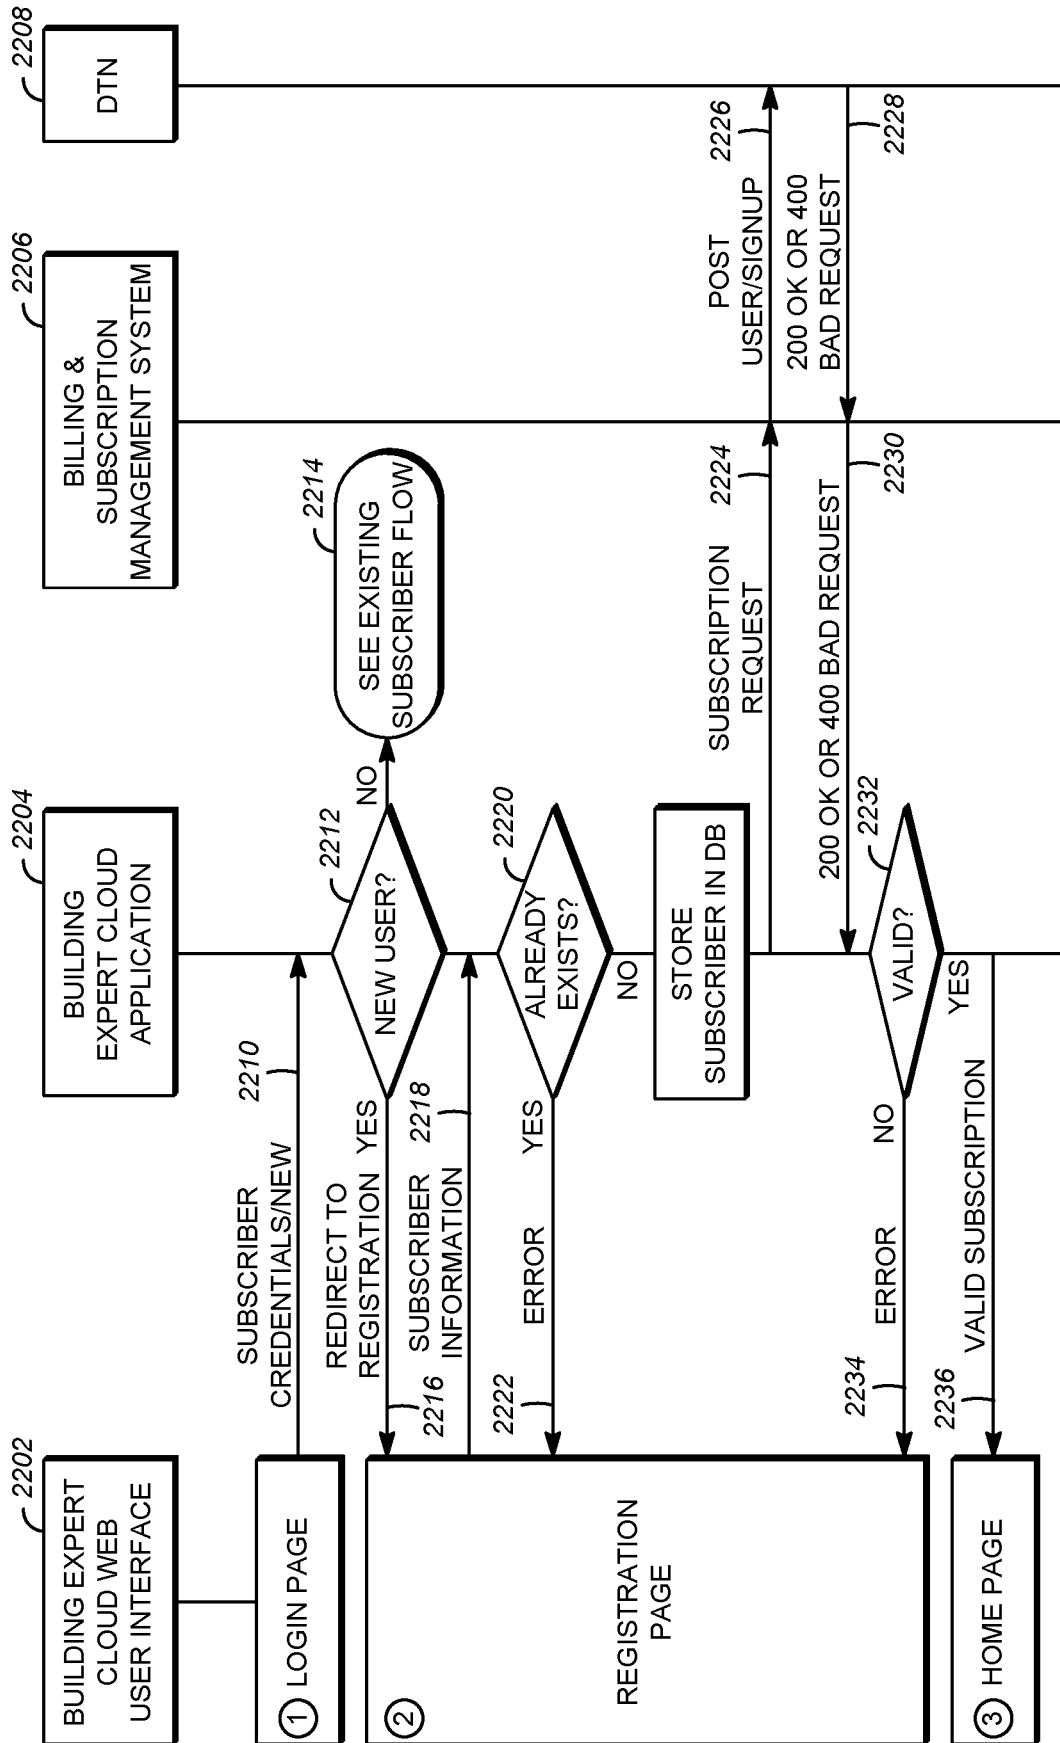 2202
BUILDING EXPERT
CLOUD WEB
USER INTERFACE
2204
BUILDING
EXPERT CLOUD
APPLICATION
2206
BILLING &
SUBSCRIPTION
MANAGEMENT SYSTEM
2208
DTN
1 LOGIN PAGE
SUBSCRIBER
CREDENTIALS/NEW
2210
2212
NEW USER?
NO
2214
SEE EXISTING
SUBSCRIBER FLOW
REDIRECT TO
REGISTRATION
YES
2216
2
REGISTRATION
PAGE
SUBSCRIBER
INFORMATION
2218
2220
ALREADY
EXISTS?
YES
ERROR
2222
NO
STORE
SUBSCRIBER IN DB
SUBSCRIPTION
REQUEST
2224
POST
USER/SIGNUP
2226
200 OK OR 400
BAD REQUEST
2228
200 OK OR 400 BAD REQUEST
2230
2232
VALID?
NO
ERROR
2234
YES
VALID SUBSCRIPTION
2236
3 HOME PAGE